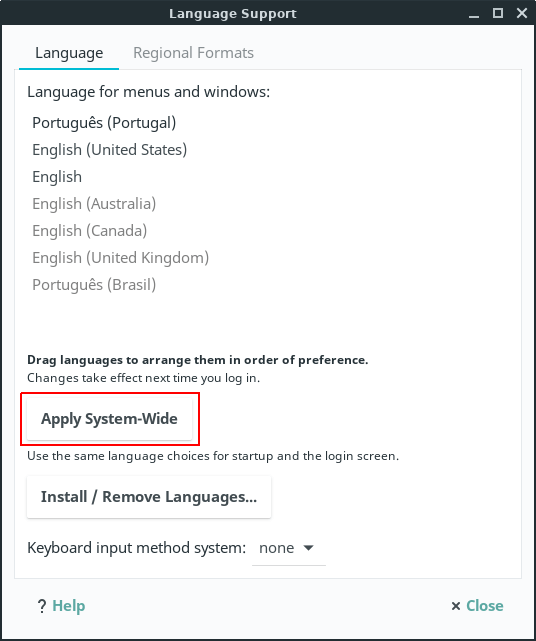 Language Support
Language
Regional Formats
Language for menus and windows:
Português (Portugal)
English (United States)
English
English (Australia)
English (Canada)
English (United Kingdom)
Português (Brasil)
Drag languages to arrange them in order of preference.
Changes take effect next time you log in.
Apply System-Wide
Use the same language choices for startup and the login screen.
Install / Remove Languages...
Keyboard input method system: none
? Help
Close